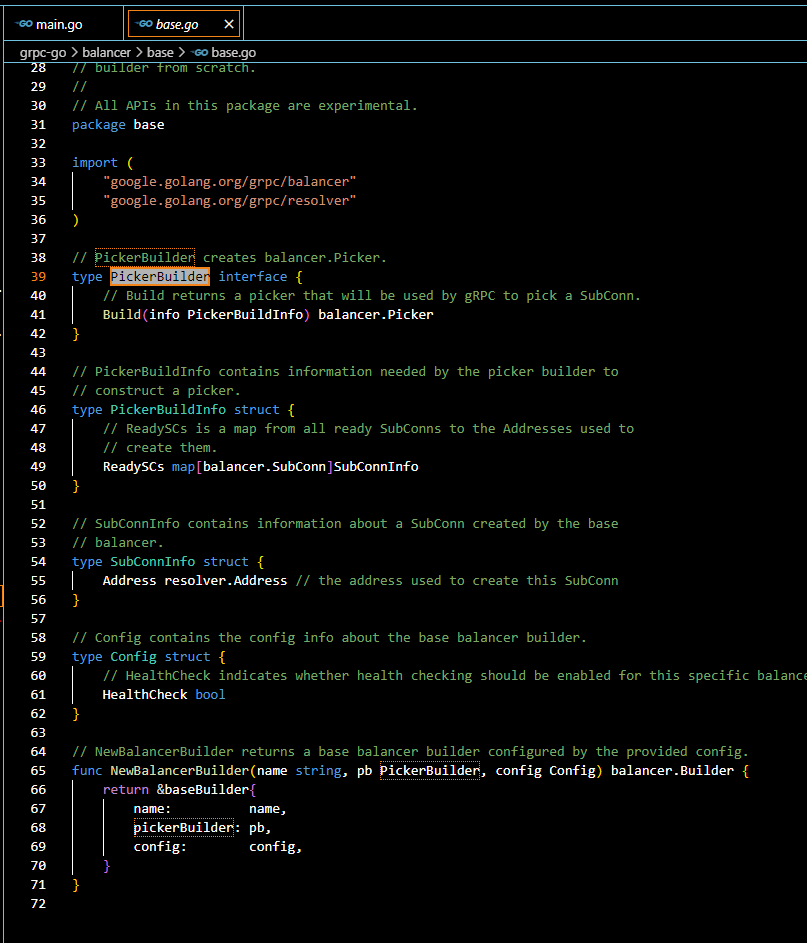 GO main.go GO base.go ×
grpc-go > balancer > base > GO base.go
28 // builder from scratch.
29 //
30 // All APIs in this package are experimental.
31 package base
32
33 import (
34 "google.golang.org/grpc/balancer"
35 "google.golang.org/grpc/resolver"
36 )
37
38 // PickerBuilder creates balancer.Picker.
39 type PickerBuilder interface {
40 // Build returns a picker that will be used by gRPC to pick a SubConn.
41 Build(info PickerBuildInfo) balancer.Picker
42 }
43
44 // PickerBuildInfo contains information needed by the picker builder to
45 // construct a picker.
46 type PickerBuildInfo struct {
47 // ReadySCs is a map from all ready SubConns to the Addresses used to
48 // create them.
49 ReadySCs map[balancer.SubConn]SubConnInfo
50 }
51
52 // SubConnInfo contains information about a SubConn created by the base
53 // balancer.
54 type SubConnInfo struct {
55 Address resolver.Address // the address used to create this SubConn
56 }
57
58 // Config contains the config info about the base balancer builder.
59 type Config struct {
60 // HealthCheck indicates whether health checking should be enabled for this specific balance
61 HealthCheck bool
62 }
63
64 // NewBalancerBuilder returns a base balancer builder configured by the provided config.
65 func NewBalancerBuilder(name string, pb PickerBuilder, config Config) balancer.Builder {
66 return &baseBuilder{
67 name: name,
68 pickerBuilder: pb,
69 config: config,
70 }
71 }
72